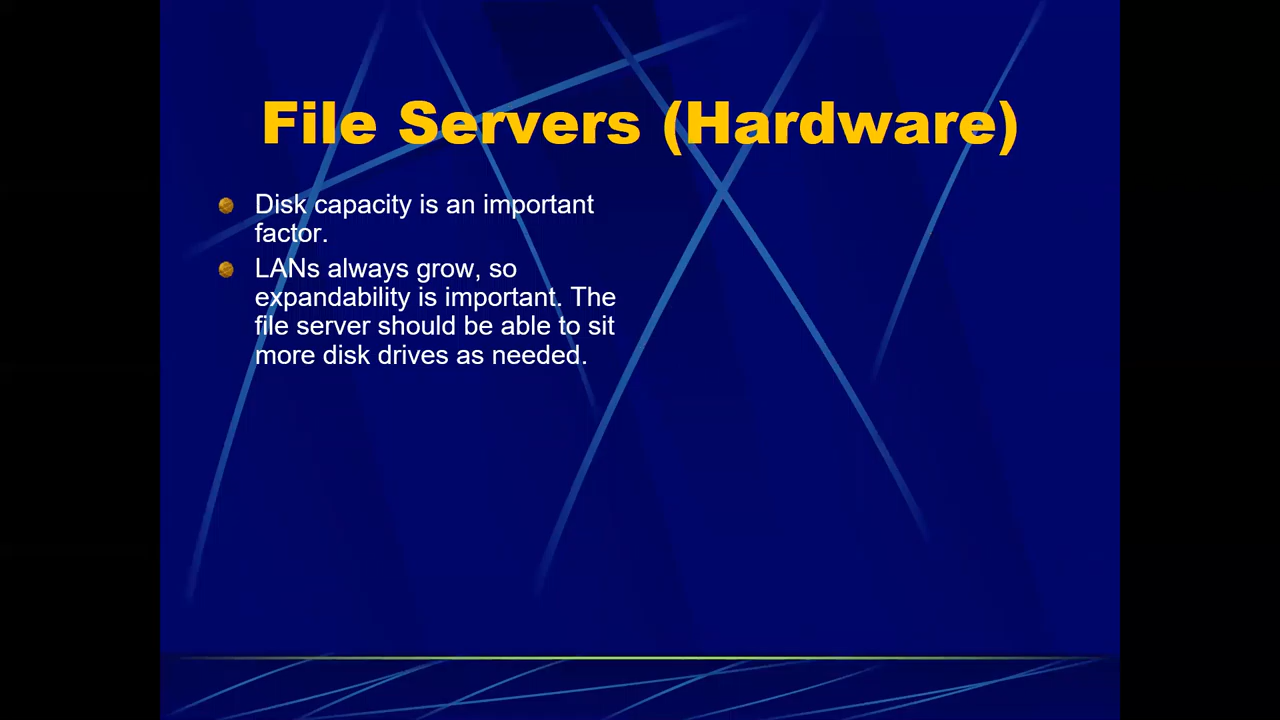 File Servers (Hardware)
Disk capacity is an important
factor.
LANs always grow, so
expandability is important. The
file server should be able to sit
more disk drives as needed.